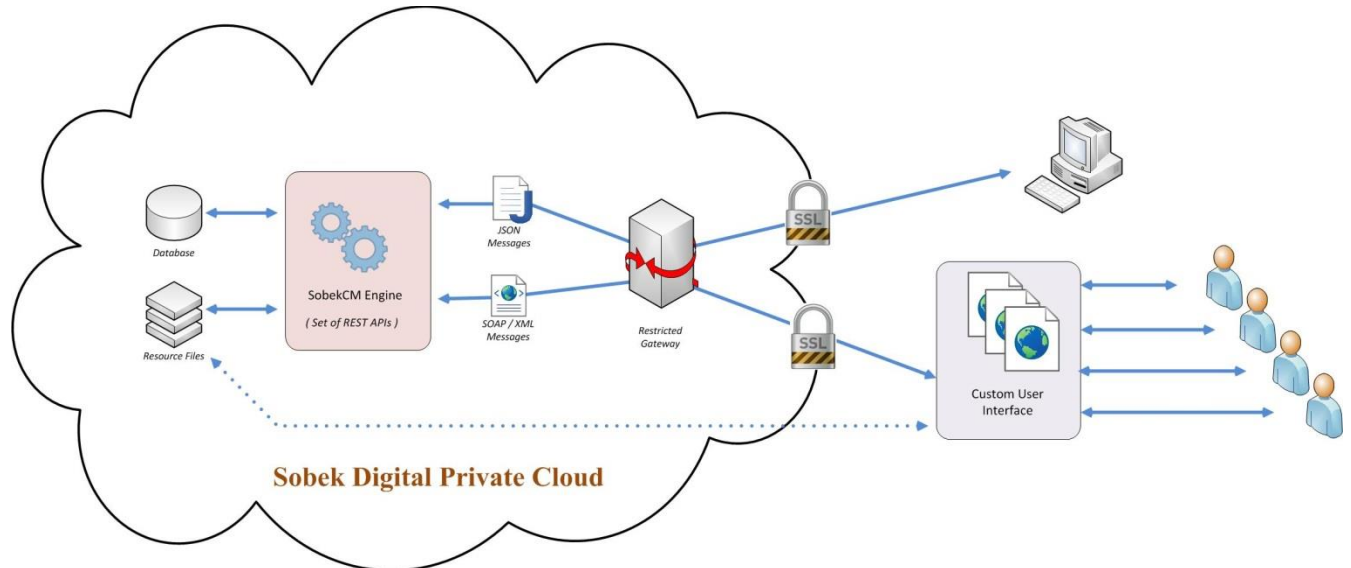 SSL
JSON
Messages
Database
SobekCM Engine
( Set of REST APIs )
SOAP / XML
Messages
Resource Files
Restricted
Gateway
SSL
Custom User
Interface
Sobek Digital Private Cloud